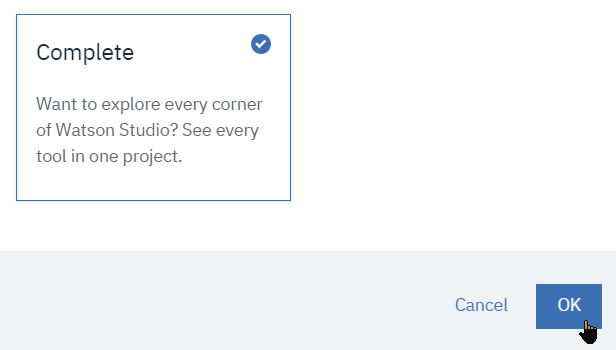 Complete
Want to explore every corner
of Watson Studio? See every
tool in one project.
Cancel OK